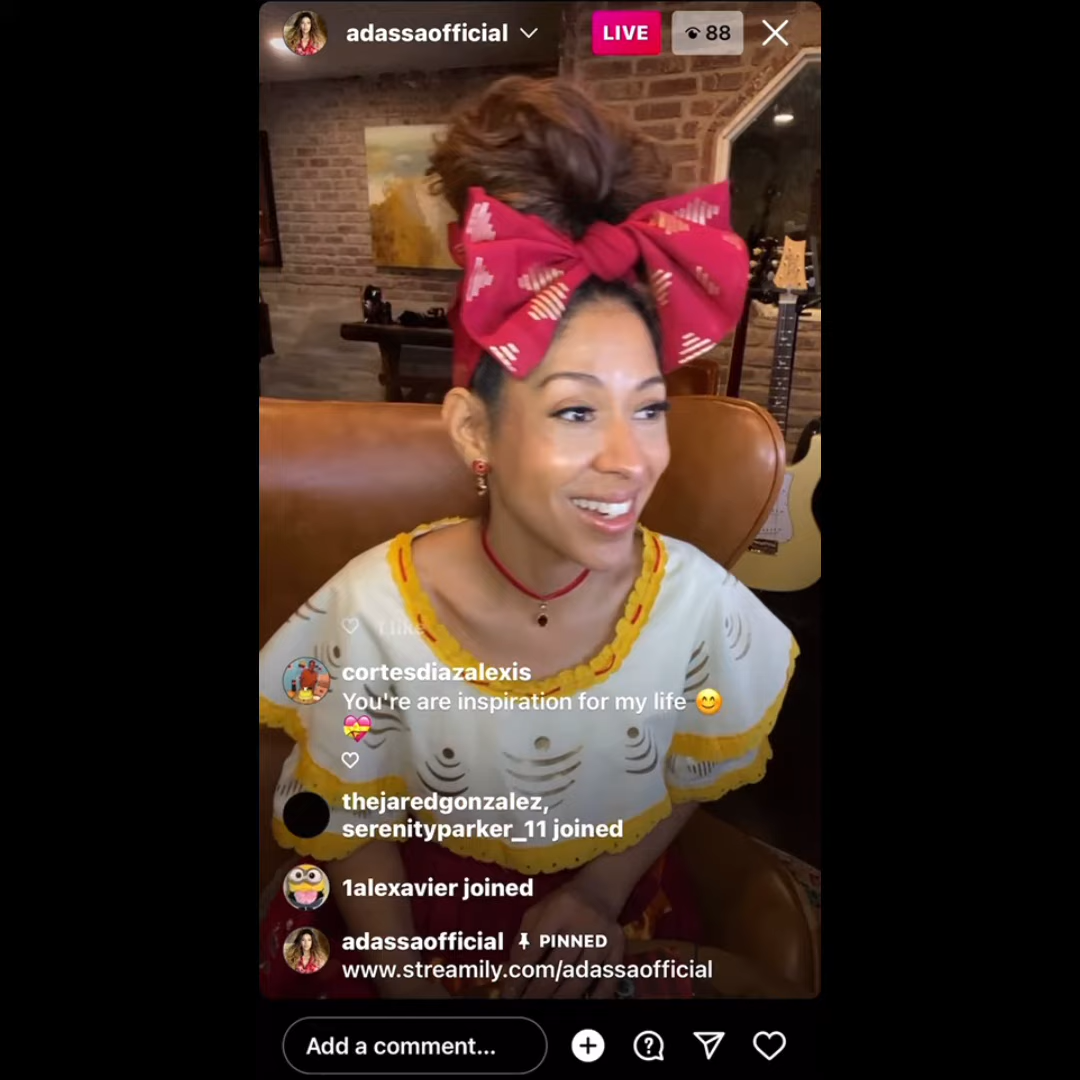 adassaofficial
LIVE
88
I like
cortesdiazalexis
You're are inspiration for my life 😊
💝
thejaredgonzalez,
serenityparker_11 joined
1alexavier joined
adassaofficial PINNED
www.streamily.com/adassaofficial
Add a comment...